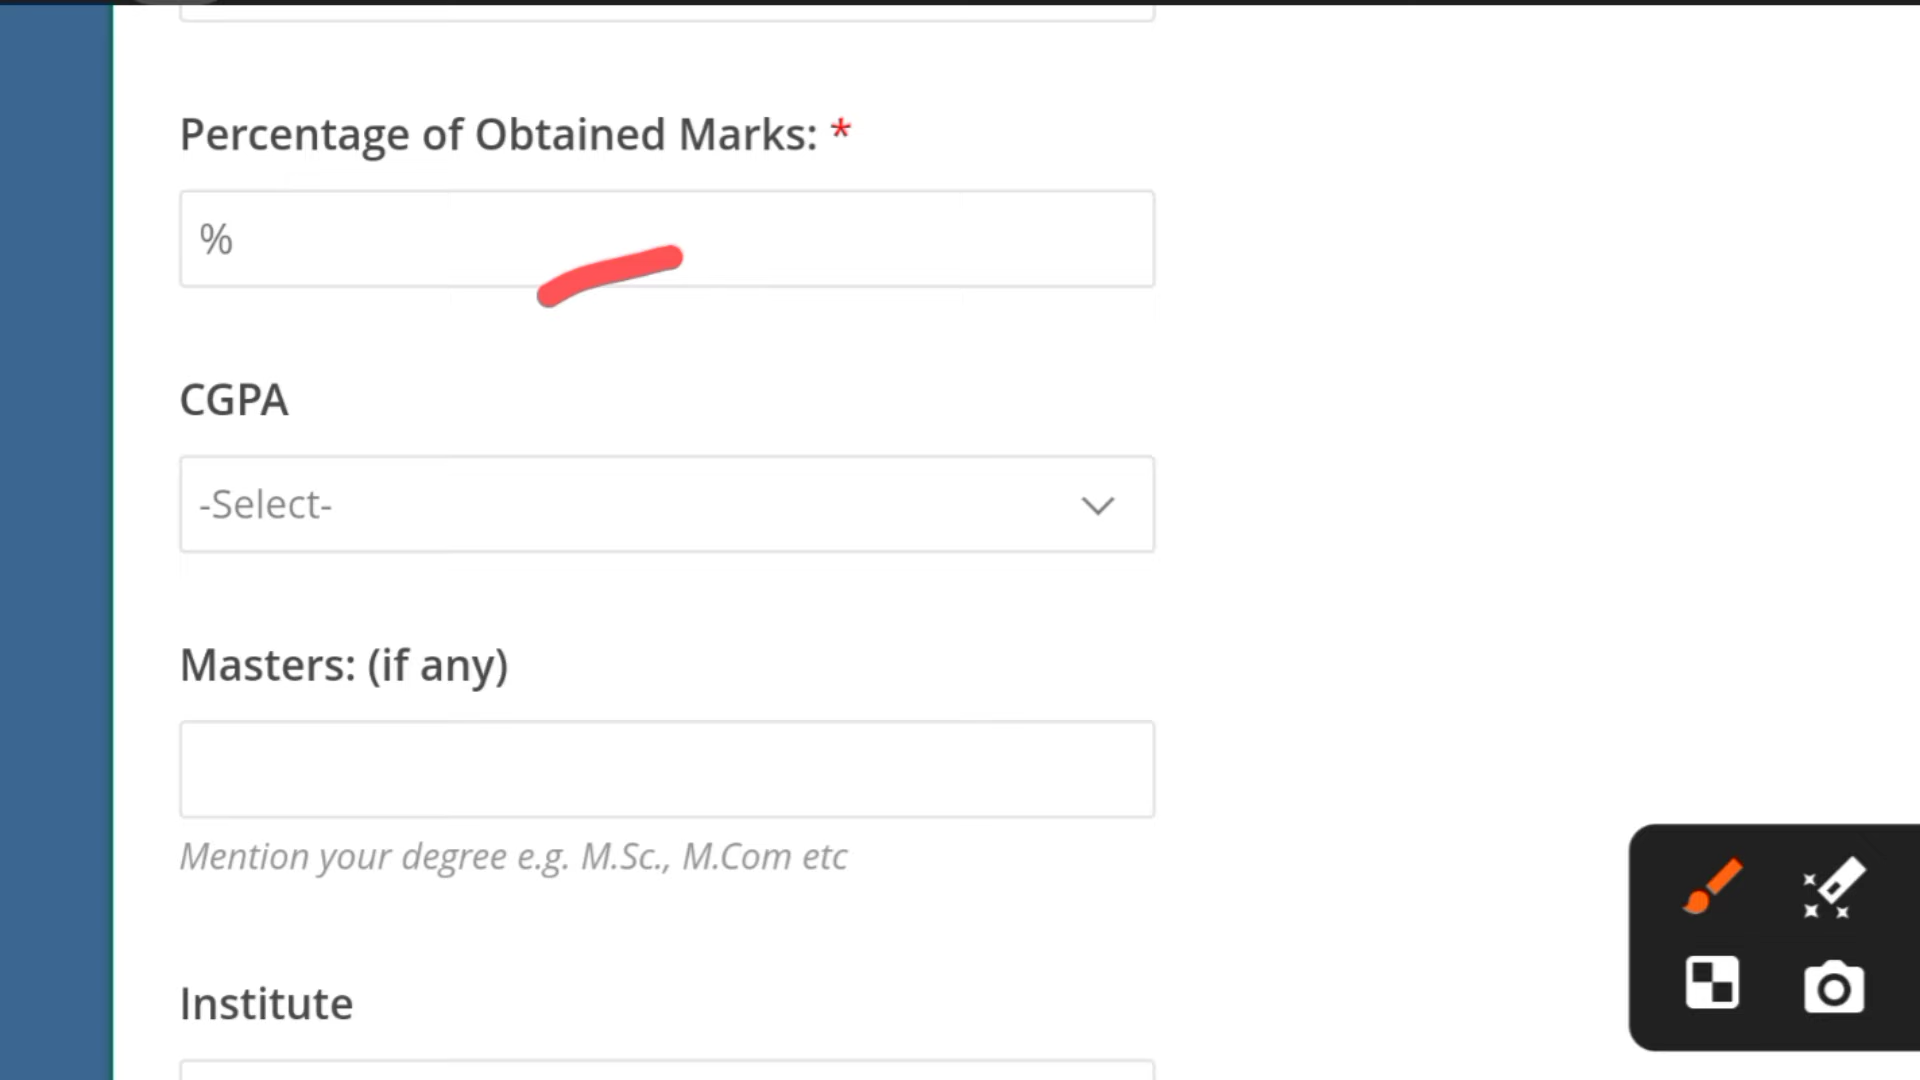 Percentage of Obtained Marks: *
%
CGPA
-Select-
Masters: (if any)
Mention your degree e.g. M.Sc., M.Com etc
Institute